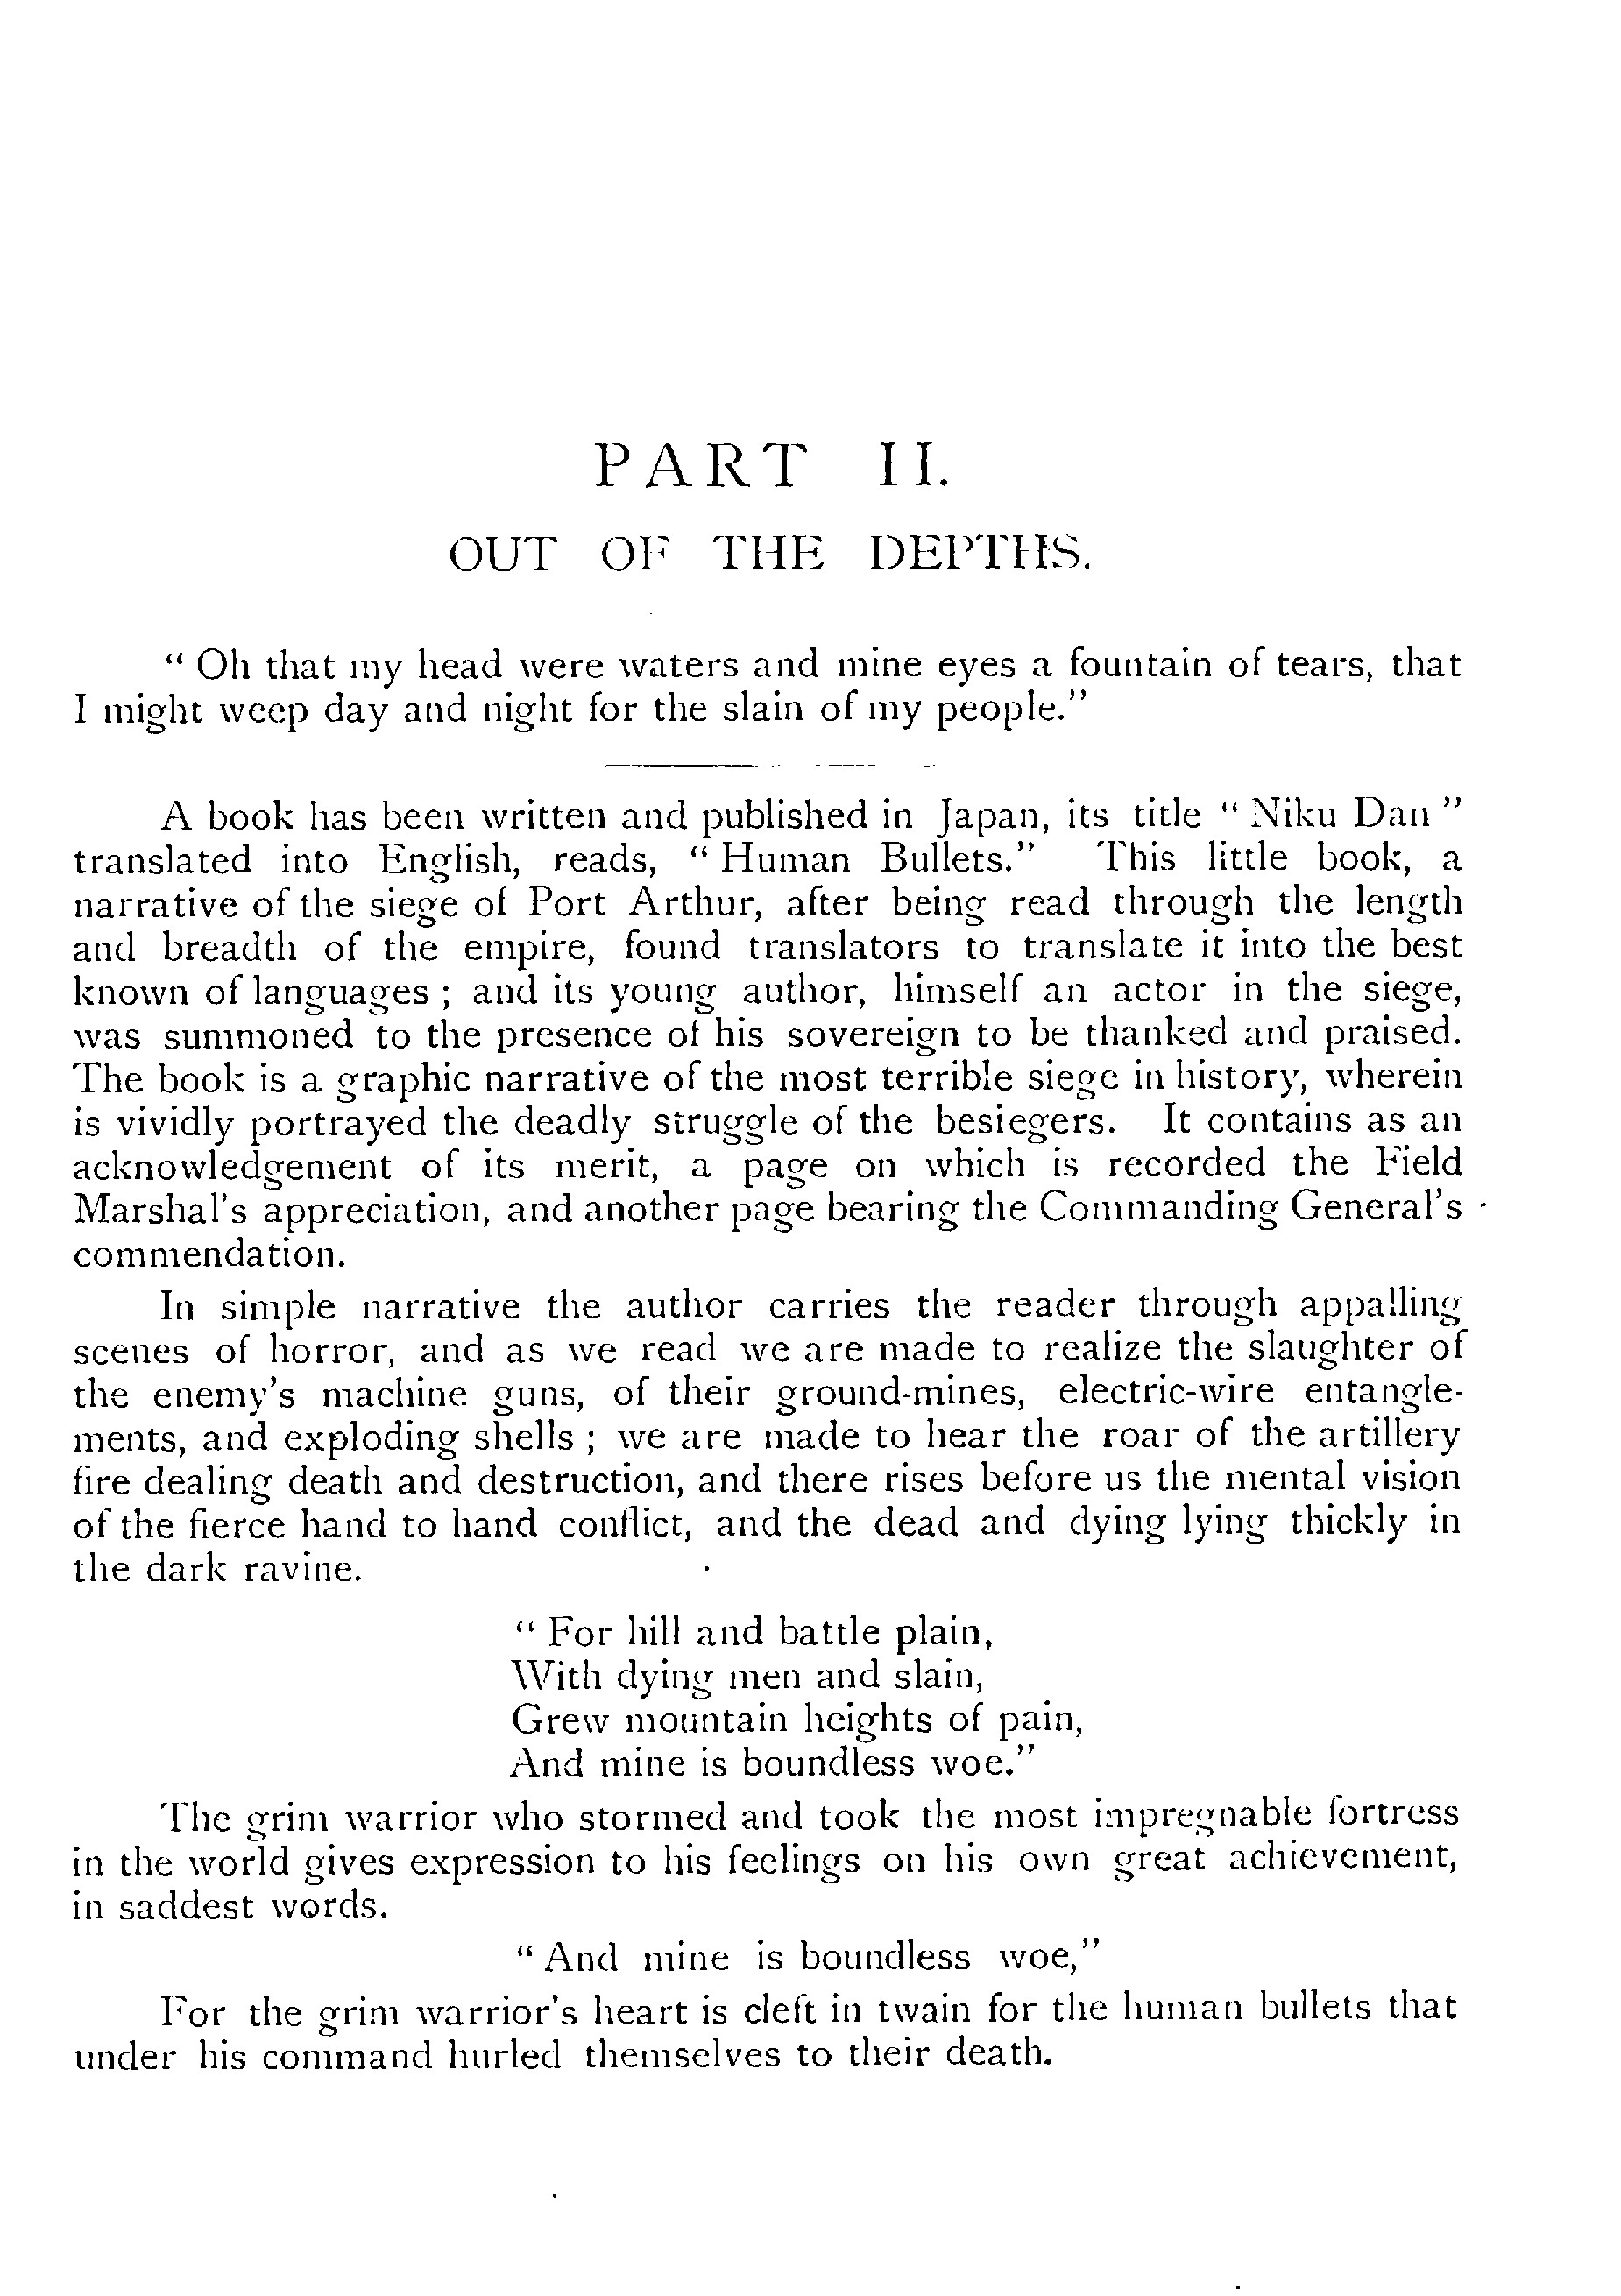 PART II.
OUT OF THE DEPTHS.
“ Oh that my head were waters and mine eyes a fountain of tears, that
I might weep day and night for the slain of my people.”
A book has been written and published in Japan, its title “ Niku Dan ”
translated into English, reads, “ Human Bullets.” This little book, a
narrative of the siege of Port Arthur, after being read through the length
and breadth of the empire, found translators to translate it into the best
known of languages ; and its young author, himself an actor in the siege,
was summoned to the presence of his sovereign to be thanked and praised.
The book is a graphic narrative of the most terrible siege in history, wherein
is vividly portrayed the deadly struggle of the besiegers. It contains as an
acknowledgement of its merit, a page on which is recorded the Field
Marshal’s appreciation, and another page bearing the Commanding General’s
commendation.
In simple narrative the author carries the reader through appalling
scenes of horror, and as we read we are made to realize the slaughter of
the enemy’s machine guns, of their ground-mines, electric-wire entangle-
ments, and exploding shells ; we are made to hear the roar of the artillery
fire dealing death and destruction, and there rises before us the mental vision
of the fierce hand to hand conflict, and the dead and dying lying thickly in
the dark ravine.
“ For hill and battle plain,
With dying men and slain,
Grew mountain heights of pain,
And mine is boundless woe.”
The grim warrior who stormed and took the most impregnable fortress
in the world gives expression to his feelings on his own great achievement,
in saddest words.
“ And mine is boundless woe,”
For the grim warrior’s heart is cleft in twain for the human bullets that
under his command hurled themselves to their death.